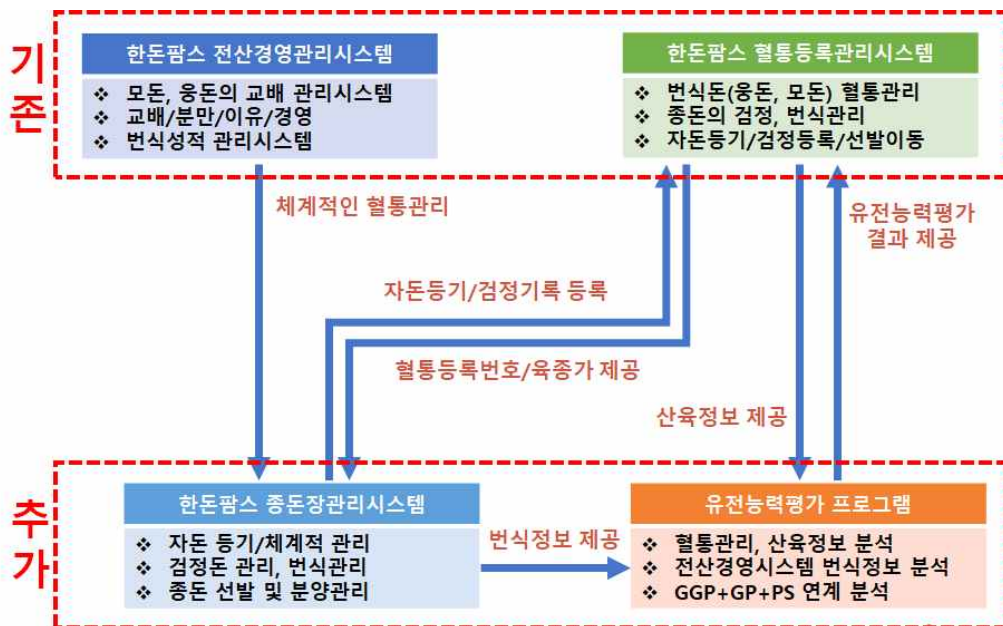 기존
한돈팜스 전산경영관리시스템
❖ 모돈, 웅돈의 교배 관리시스템
❖ 교배/분만/이유/경영
❖ 번식성적 관리시스템
한돈팜스 혈통등록관리시스템
❖ 번식돈(웅돈, 모돈) 혈통관리
❖ 종돈의 검정, 번식관리
❖ 자돈등기/검정등록/선발이동
체계적인 혈통관리
유전능력평가
결과 제공
자돈등기/검정기록 등록
혈통등록번호/육종가 제공
산육정보 제공
추가
한돈팜스 종돈장관리시스템
❖ 자돈 등기/체계적 관리
❖ 검정돈 관리, 번식관리
❖ 종돈 선발 및 분양관리
번식정보 제공
유전능력평가 프로그램
❖ 혈통관리, 산육정보 분석
❖ 전산경영시스템 번식정보 분석
❖ GGP+GP+PS 연계 분석